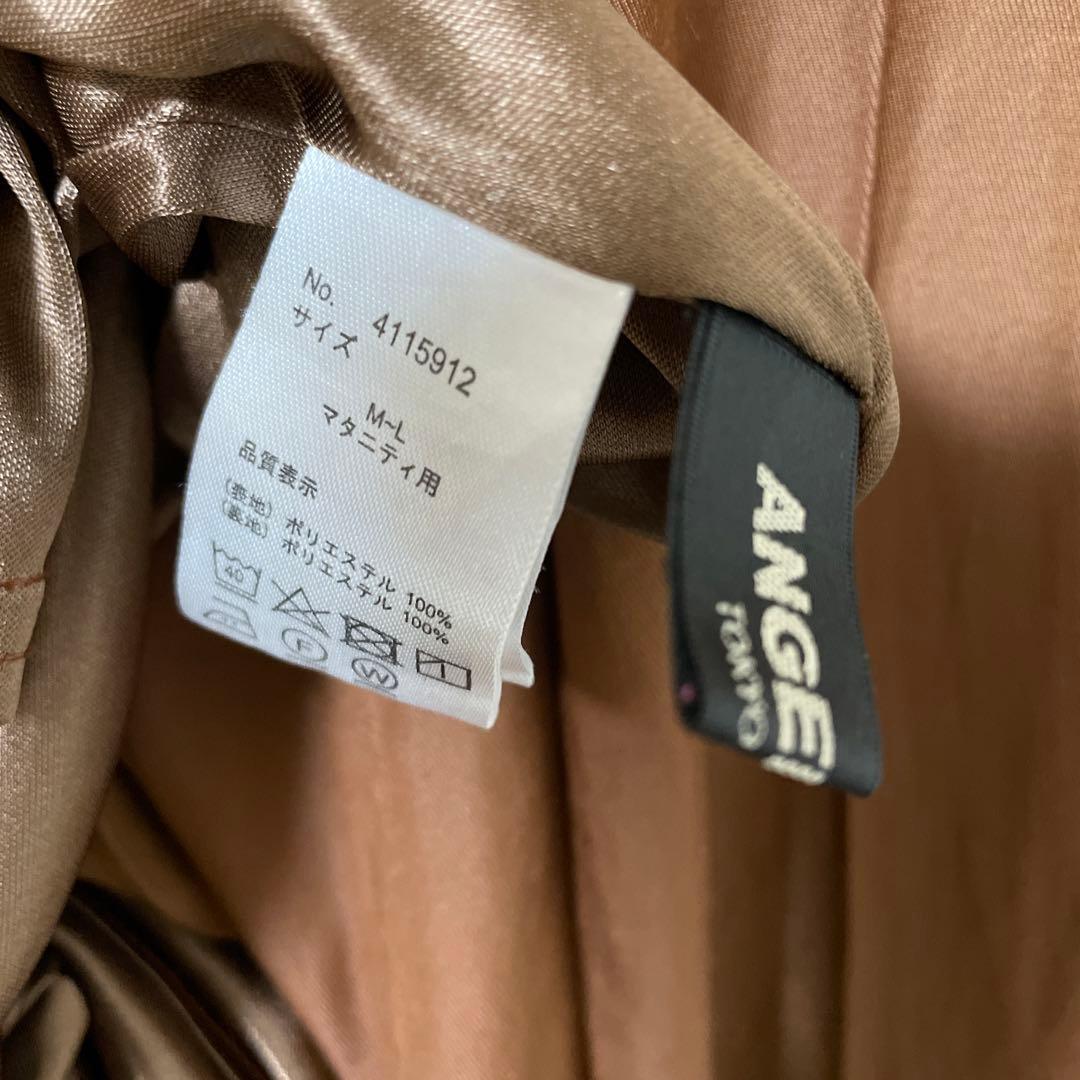 No. 4115912
サイズ
M~L
マタニティ用
品質表示
(表地) ポリエステル 100%
(裏地) ポリエステル 100%
40
F
W
ANGE